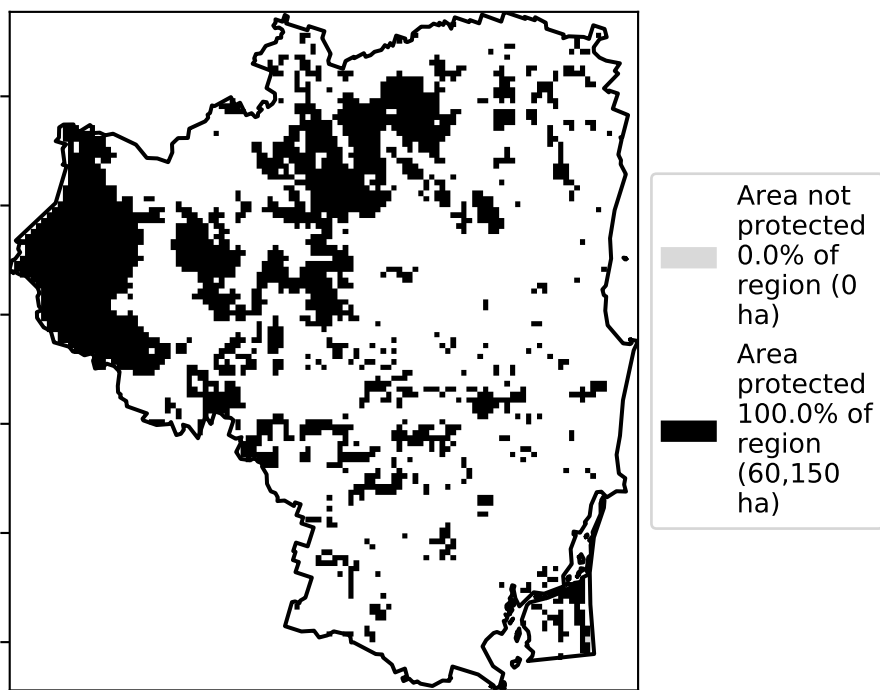 Area not
protected
0.0% of
region (0
ha)
Area
protected
100.0% of
region
(60,150
ha)